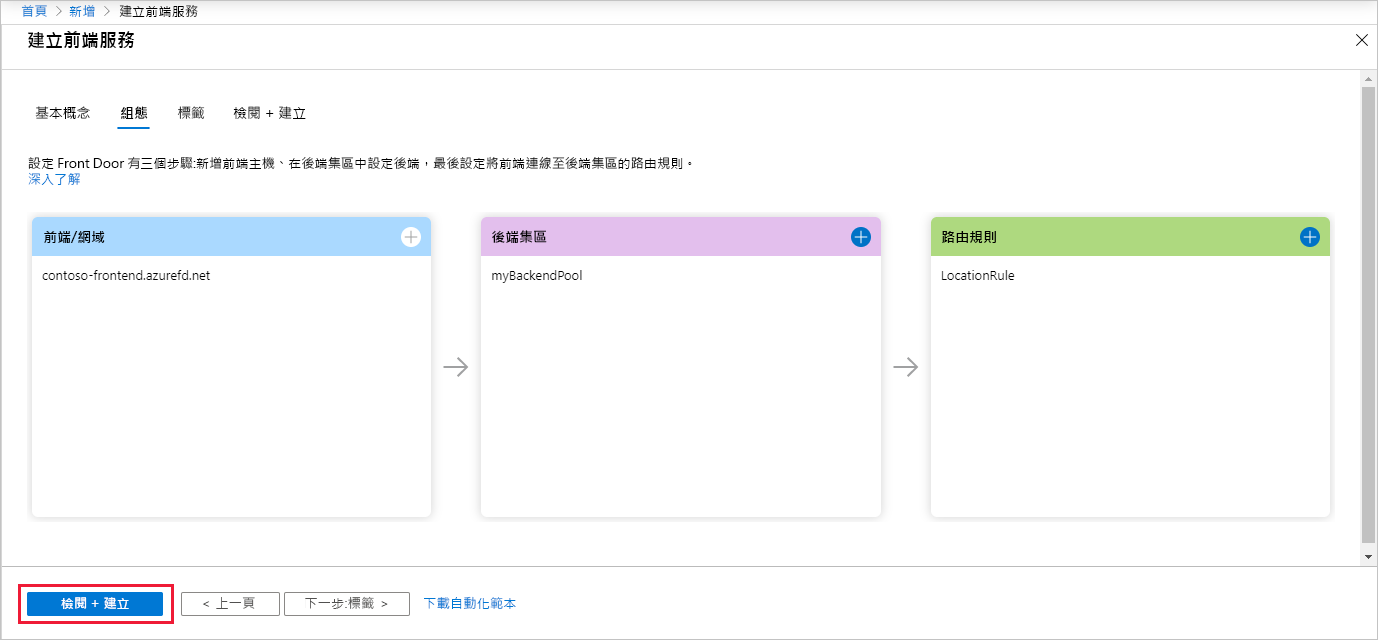 首頁 > 新增 > 建立前端服務
建立前端服務
基本概念 組態 標籤 檢閱 + 建立
設定 Front Door 有三個步驟:新增前端主機、在後端集區中設定後端，最後設定將前端連線至後端集區的路由規則。
深入了解
前端/網域
contoso-frontend.azurefd.net
後端集區
myBackendPool
路由規則
LocationRule
檢閱 + 建立 < 上一頁 下一步:標籤 > 下載自動化範本